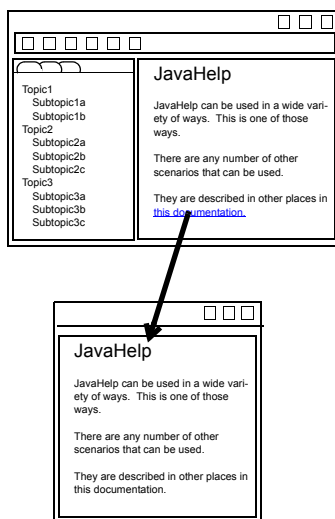 Topic1
Subtopic1a
Subtopic1b
Topic2
Subtopic2a
Subtopic2b
Subtopic2c
Topic3
Subtopic3a
Subtopic3b
Subtopic3c
JavaHelp
JavaHelp can be used in a wide vari-
ety of ways. This is one of those
ways.
There are any number of other
scenarios that can be used.
They are described in other places in
this documentation.
JavaHelp
JavaHelp can be used in a wide vari-
ety of ways. This is one of those
ways.
There are any number of other
scenarios that can be used.
They are described in other places in
this documentation.